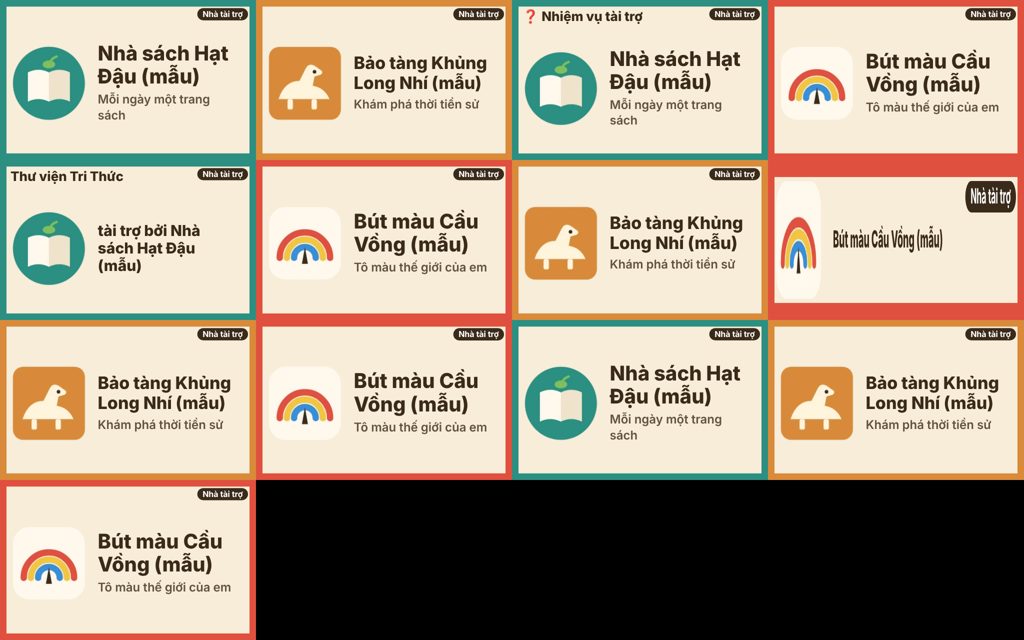 Nhà tài trợ
Nhà sách Hạt
Đậu (mẫu)
Mỗi ngày một trang
sách
Nhà tài trợ
Bảo tàng Khủng
Long Nhí (mẫu)
Khám phá thời tiền sử
❓ Nhiệm vụ tài trợ
Nhà tài trợ
Nhà sách Hạt
Đậu (mẫu)
Mỗi ngày một trang
sách
Nhà tài trợ
Bút màu Cầu
Vồng (mẫu)
Tô màu thế giới của em
Thư viện Tri Thức
Nhà tài trợ
tài trợ bởi Nhà
sách Hạt Đậu
(mẫu)
Nhà tài trợ
Bút màu Cầu
Vồng (mẫu)
Tô màu thế giới của em
Nhà tài trợ
Bảo tàng Khủng
Long Nhí (mẫu)
Khám phá thời tiền sử
Nhà tài trợ
Bút màu Cầu Vồng (mẫu)
Nhà tài trợ
Bảo tàng Khủng
Long Nhí (mẫu)
Khám phá thời tiền sử
Nhà tài trợ
Bút màu Cầu
Vồng (mẫu)
Tô màu thế giới của em
Nhà tài trợ
Nhà sách Hạt
Đậu (mẫu)
Mỗi ngày một trang
sách
Nhà tài trợ
Bảo tàng Khủng
Long Nhí (mẫu)
Khám phá thời tiền sử
Nhà tài trợ
Bút màu Cầu
Vồng (mẫu)
Tô màu thế giới của em